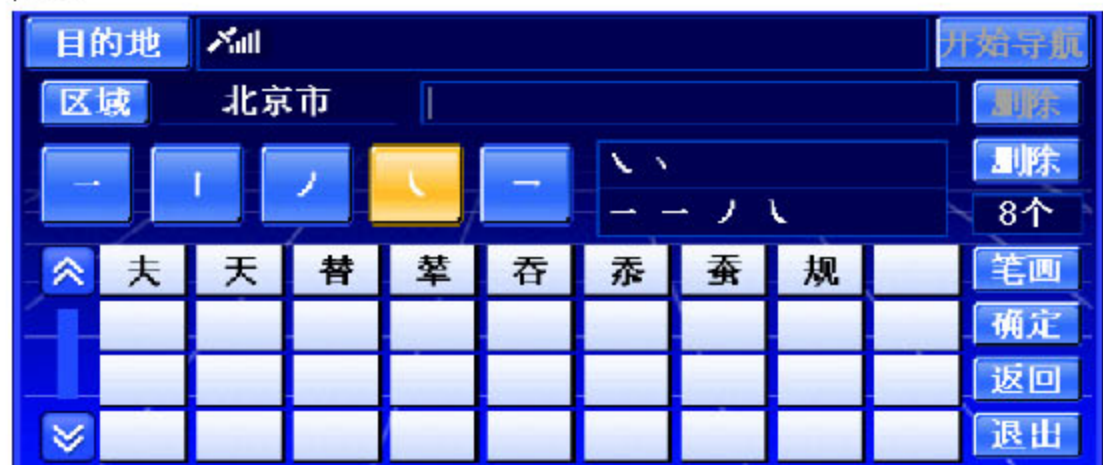 目的地 开始导航
区域 北京市 删除
一 丨 丿 ㇏ ㇖ ㇏ 丶 删除
一 一 丿 ㇏ 8个
夫 天 替 辇 吞 忝 蚕 规 笔画
确定
返回
退出